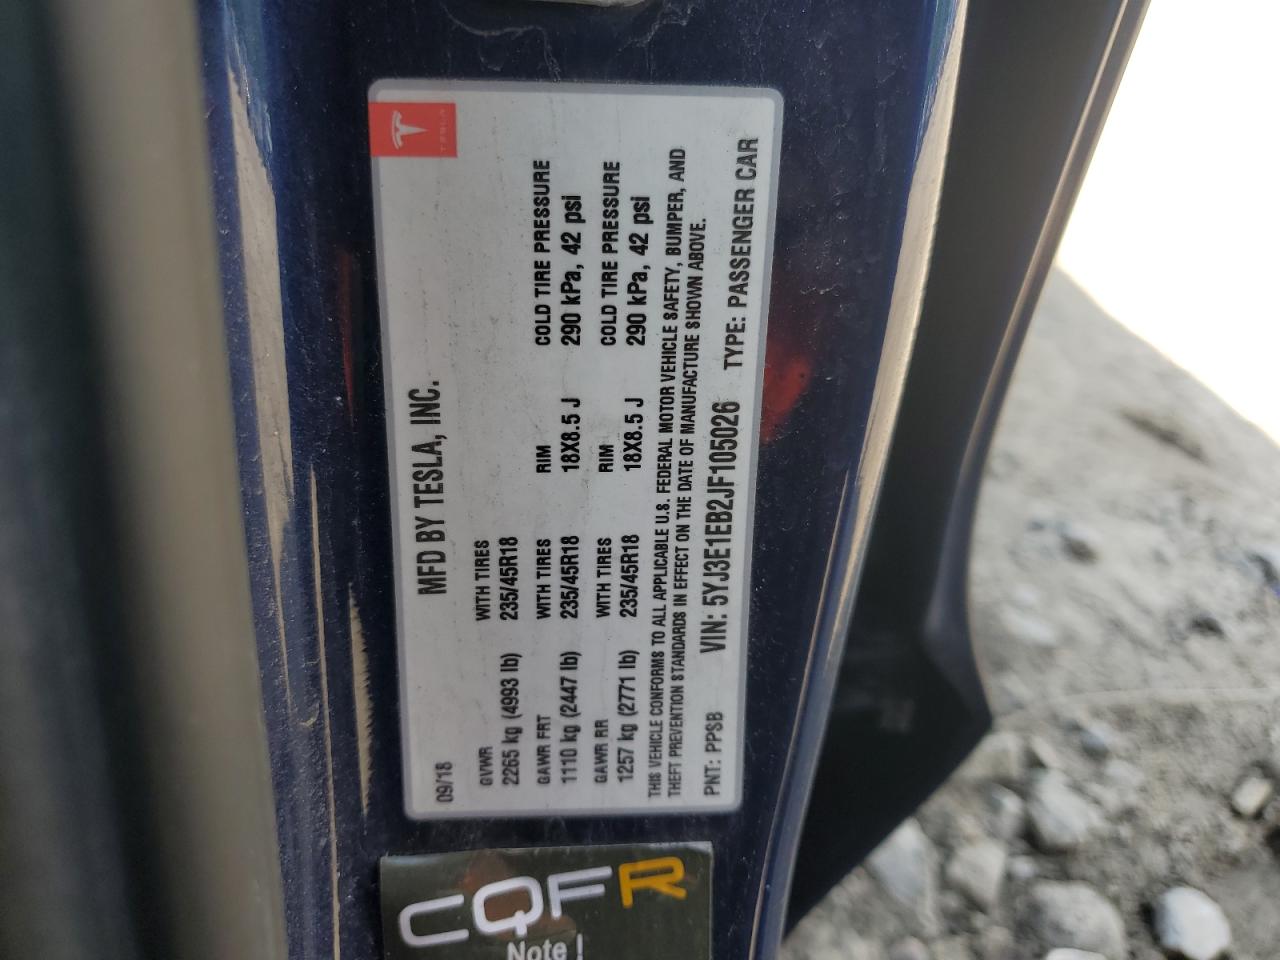 TESLA
MFD BY TESLA, INC.
09/18
GVWR WITH TIRES
2265 kg (4993 lb) 235/45R18
GAWR FRT WITH TIRES RIM COLD TIRE PRESSURE
1110 kg (2447 lb) 235/45R18 18X8.5 J 290 kPa, 42 psi
GAWR RR WITH TIRES RIM COLD TIRE PRESSURE
1257 kg (2771 lb) 235/45R18 18X8.5 J 290 kPa, 42 psi
THIS VEHICLE CONFORMS TO ALL APPLICABLE U.S. FEDERAL MOTOR VEHICLE SAFETY, BUMPER, AND
THEFT PREVENTION STANDARDS IN EFFECT ON THE DATE OF MANUFACTURE SHOWN ABOVE.
PNT: PPSB VIN: 5YJ3E1EB2JF105026 TYPE: PASSENGER CAR
CQFR
Note !